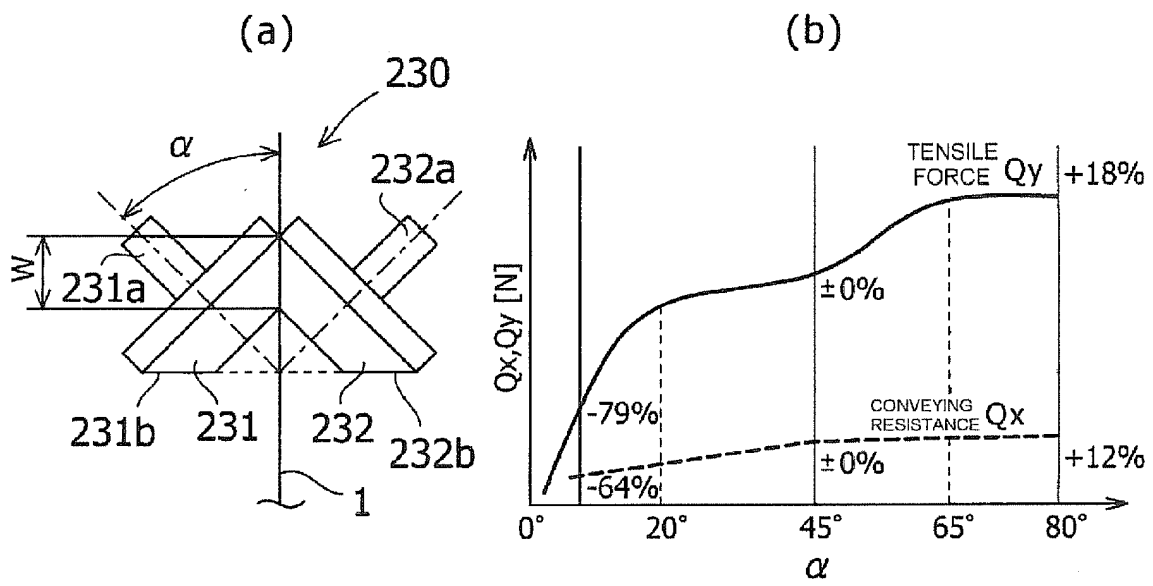 (a)
230
α
232a
W
231a
231b
231
232
232b
1
(b)
Qx,Qy [N]
TENSILE
FORCE Qy
+18%
±0%
-79%
CONVEYING
RESISTANCE Qx
±0%
+12%
-64%
0° 20° 45° 65° 80°
α